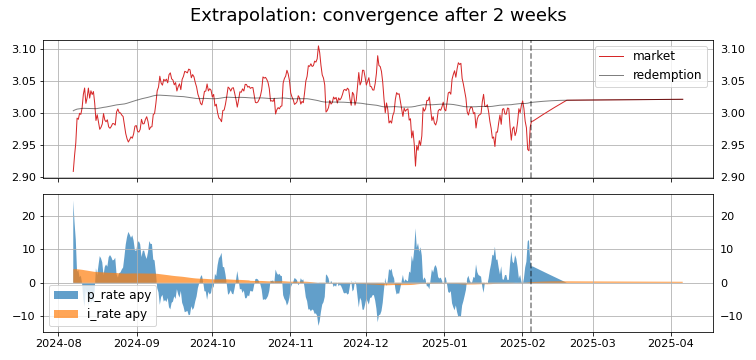 Extrapolation: convergence after 2 weeks
3.10 3.10
market
redemption
3.05 3.05
3.00 3.00
2.95 2.95
2.90 2.90
20 20
10 10
0 0
p_rate apy
i_rate apy
−10 −10
2024-08 2024-09 2024-10 2024-11 2024-12 2025-01 2025-02 2025-03 2025-04